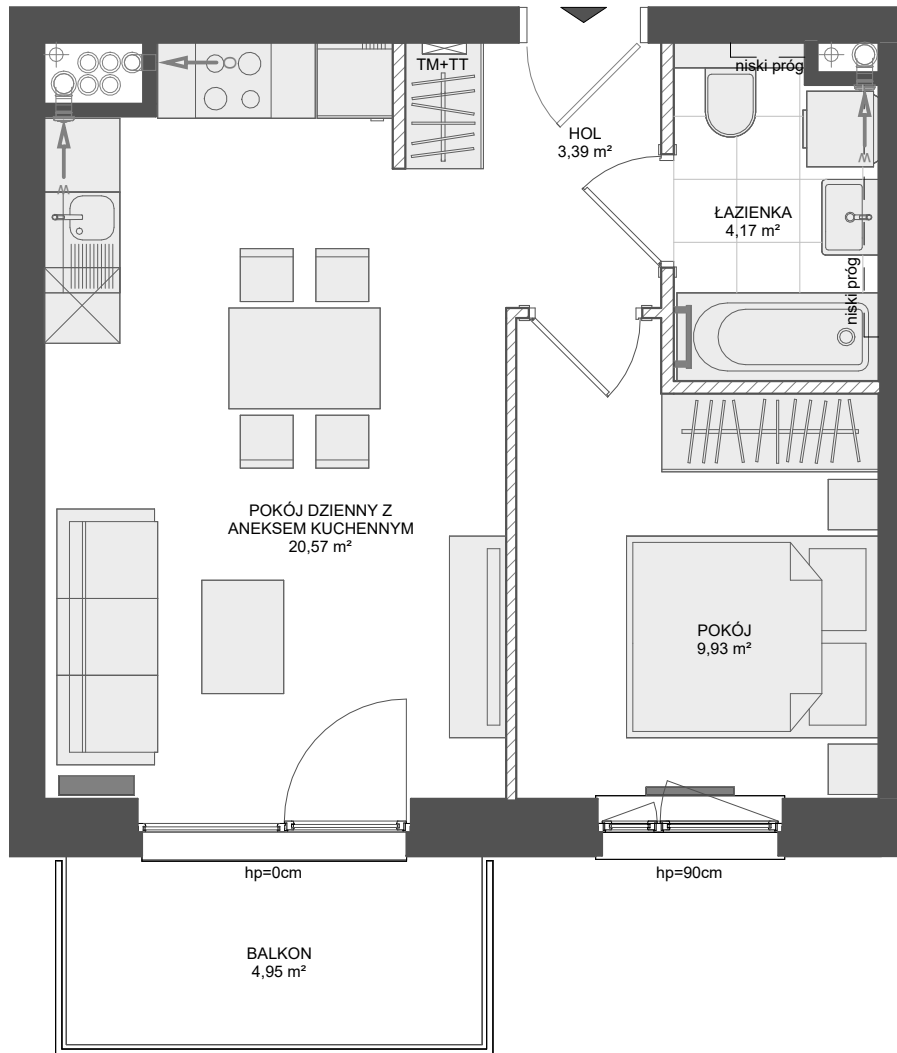 TM+TT
niski próg
HOL
3,39 m²
ŁAZIENKA
4,17 m²
niski próg
POKÓJ DZIENNY Z
ANEKSEM KUCHENNYM
20,57 m²
POKÓJ
9,93 m²
hp=0cm
hp=90cm
BALKON
4,95 m²